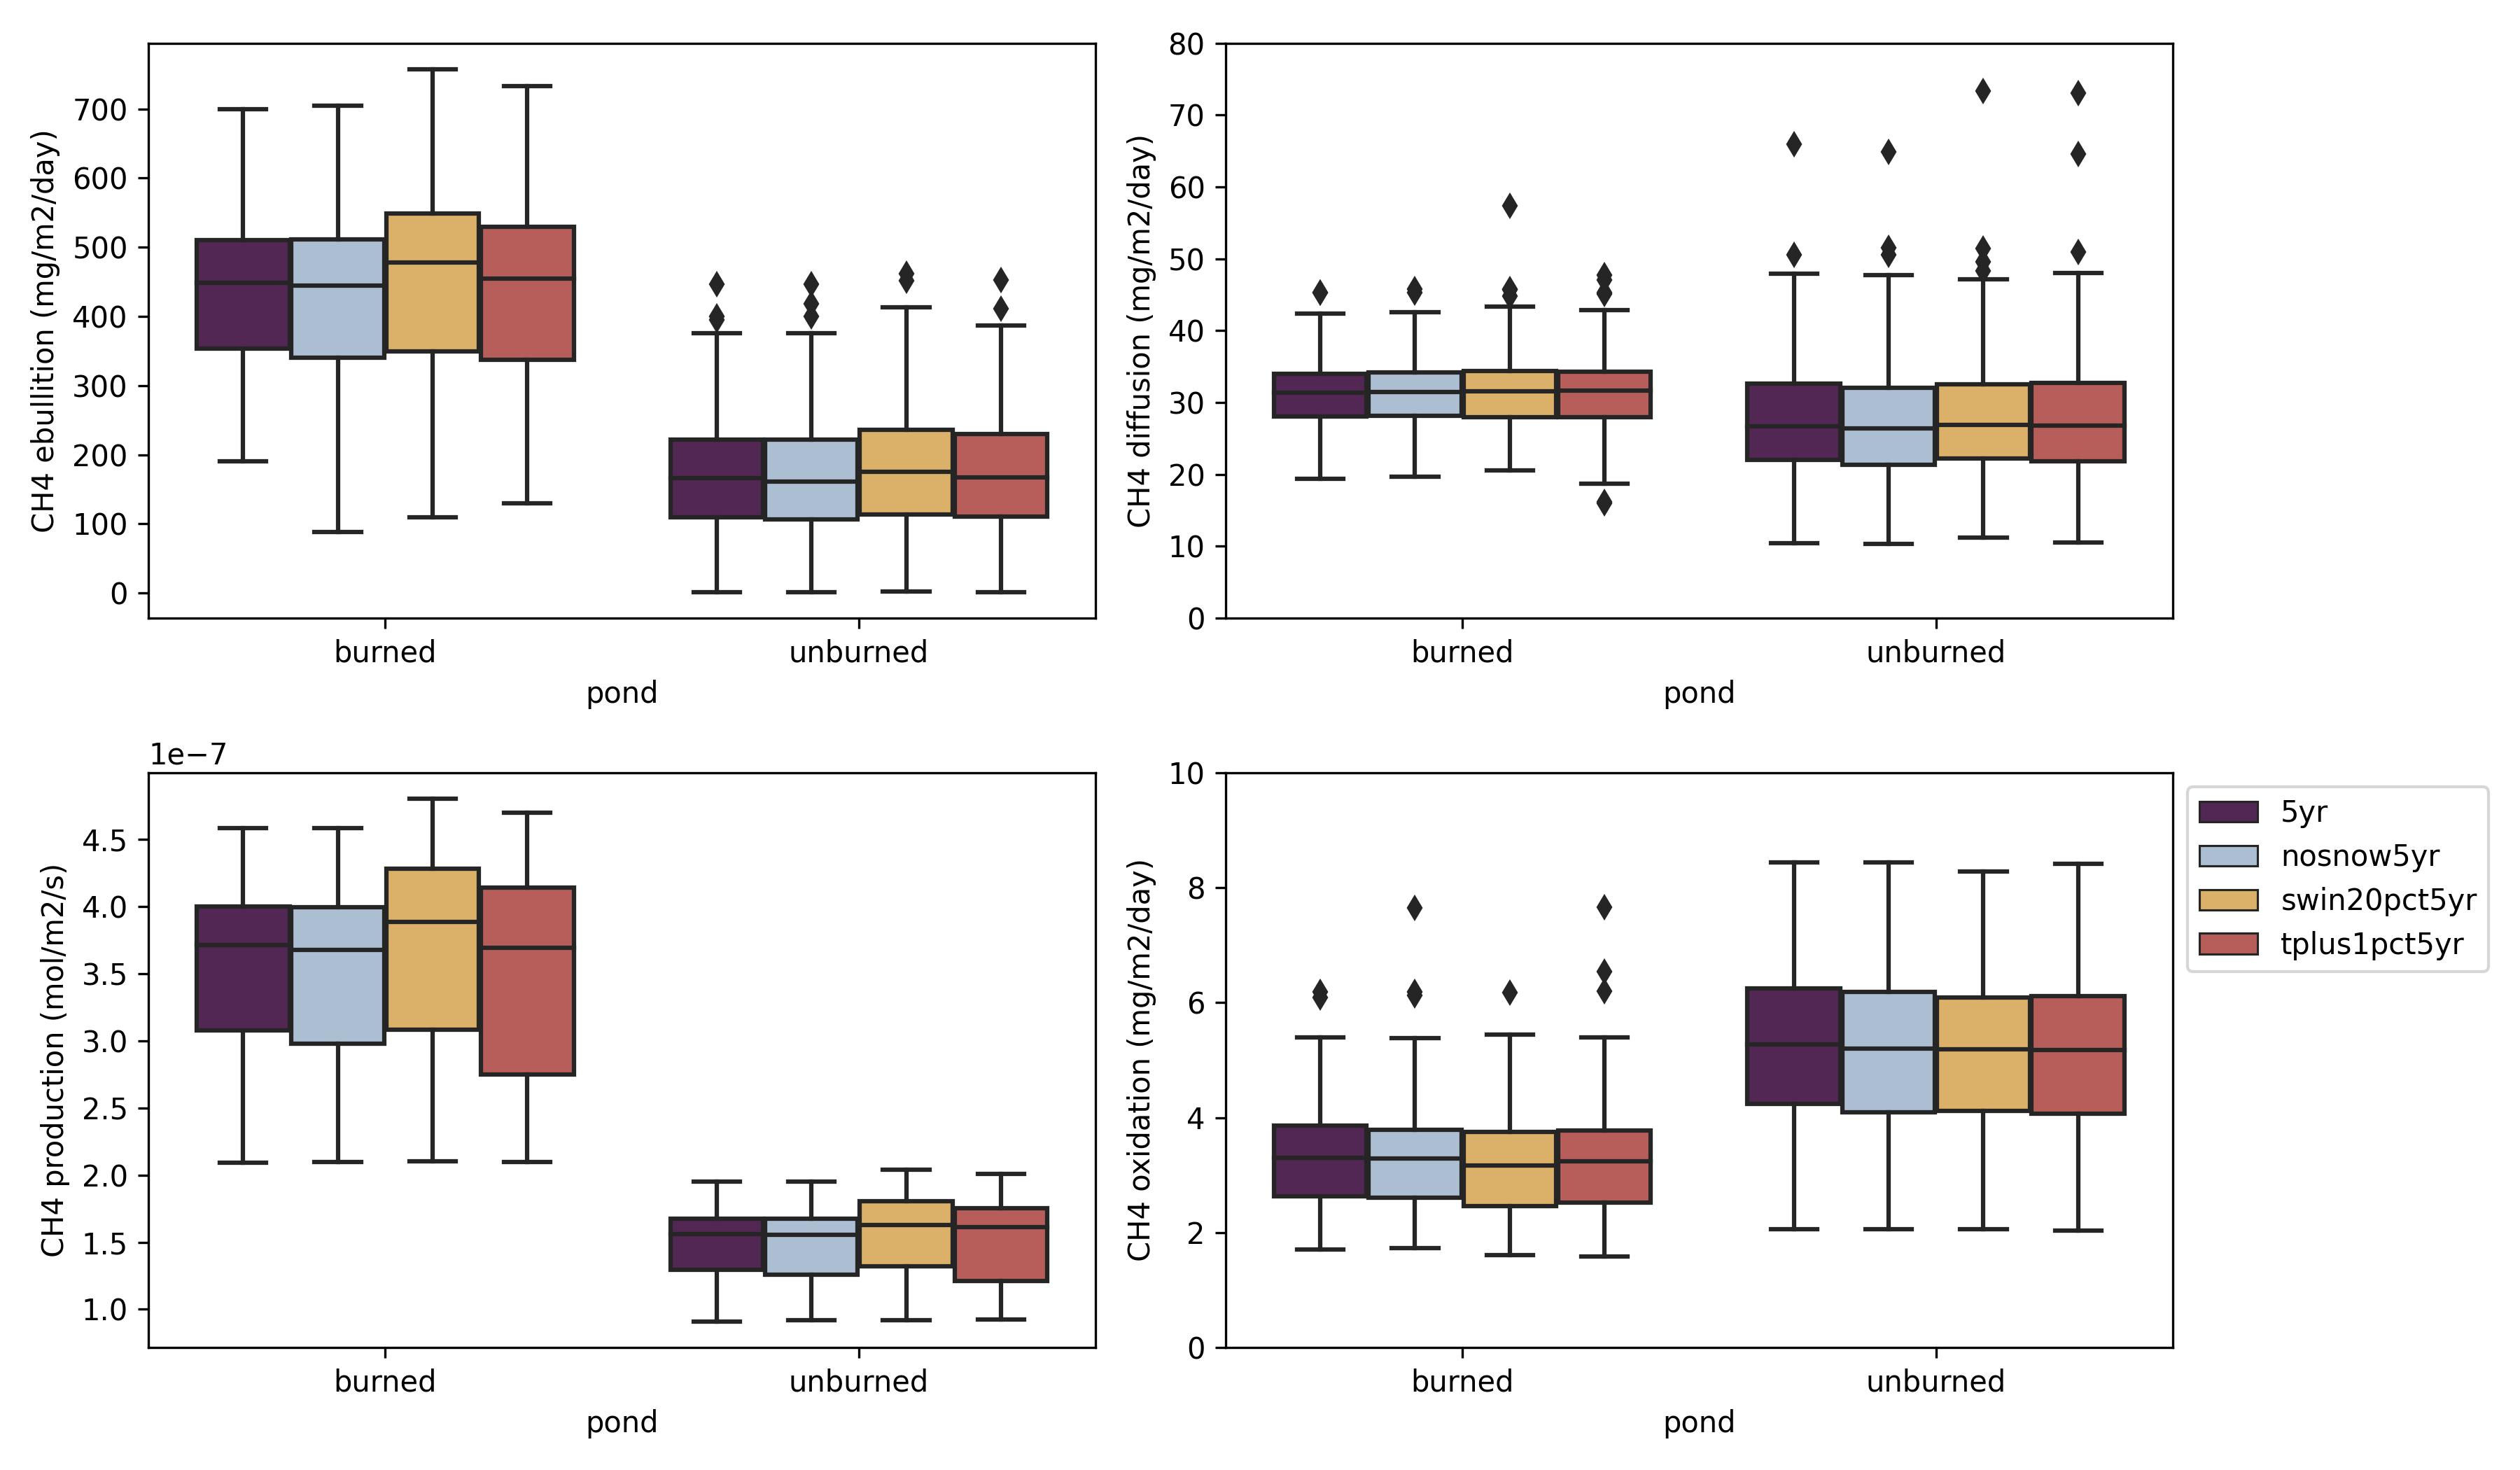 CH4 ebullition (mg/m2/day)
700
600
500
400
300
200
100
0
burned
unburned
pond
CH4 diffusion (mg/m2/day)
80
70
60
50
40
30
20
10
0
burned
unburned
pond
1e−7
CH4 production (mol/m2/s)
4.5
4.0
3.5
3.0
2.5
2.0
1.5
1.0
burned
unburned
pond
CH4 oxidation (mg/m2/day)
10
8
6
4
2
0
burned
unburned
pond
5yr
nosnow5yr
swin20pct5yr
tplus1pct5yr